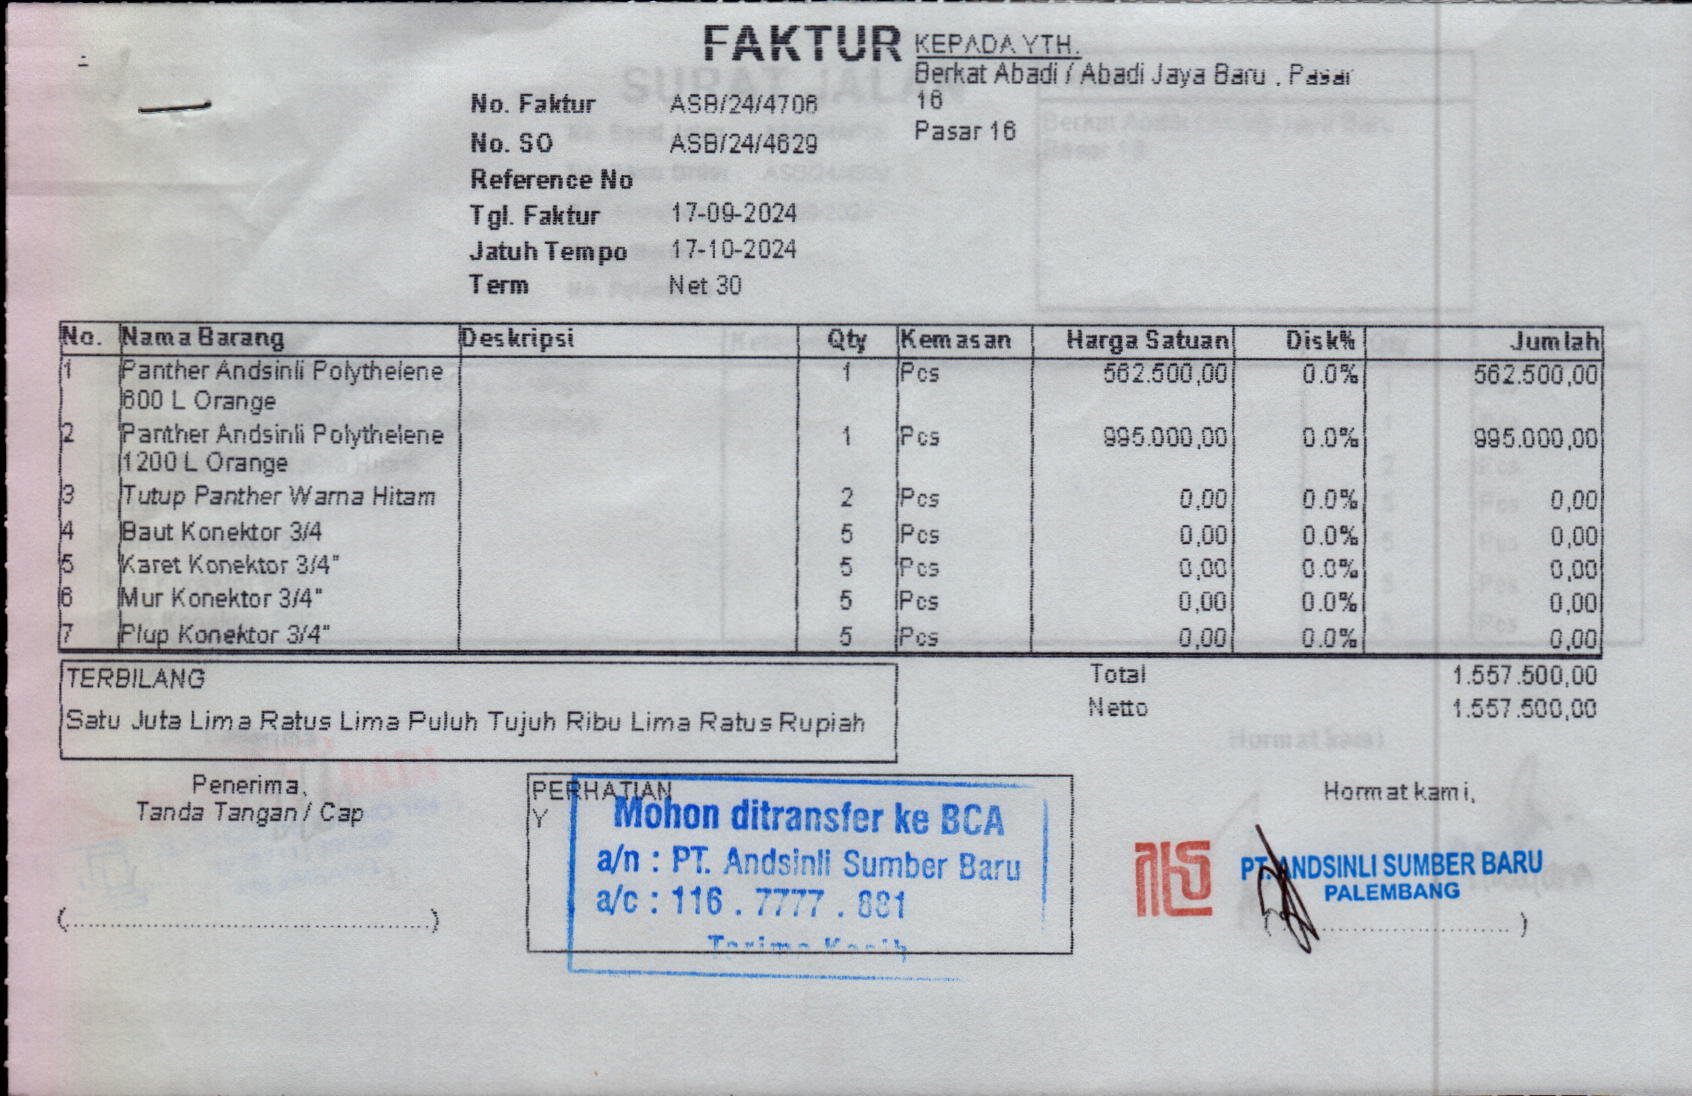 FAKTUR
KEPADA YTH.
Berkat Abadi / Abadi Jaya Baru , Pasar
16
Pasar 16
No. Faktur ASB/24/4706
No. SO ASB/24/4629
Reference No
Tgl. Faktur 17-09-2024
Jatuh Tempo 17-10-2024
Term Net 30
No. Nama Barang Deskripsi Qty Kemasan Harga Satuan Disk% Jumlah
1 Panther Andsinli Polythelene 1 Pcs 562.500,00 0.0% 562.500,00
600 L Orange
2 Panther Andsinli Polythelene 1 Pcs 995.000,00 0.0% 995.000,00
1200 L Orange
3 Tutup Panther Warna Hitam 2 Pcs 0,00 0.0% 0,00
4 Baut Konektor 3/4 5 Pcs 0,00 0.0% 0,00
5 Karet Konektor 3/4" 5 Pcs 0,00 0.0% 0,00
6 Mur Konektor 3/4" 5 Pcs 0,00 0.0% 0,00
7 Plup Konektor 3/4" 5 Pcs 0,00 0.0% 0,00
TERBILANG
Satu Juta Lima Ratus Lima Puluh Tujuh Ribu Lima Ratus Rupiah
Total 1.557.500,00
Netto 1.557.500,00
Penerima,
Tanda Tangan / Cap
(................................................)
PERHATIAN
Y
Mohon ditransfer ke BCA
a/n : PT. Andsinli Sumber Baru
a/c : 116 . 7777 . 881
Terima Kasih
Hormat kami,
PT. ANDSINLI SUMBER BARU
PALEMBANG
(................................)